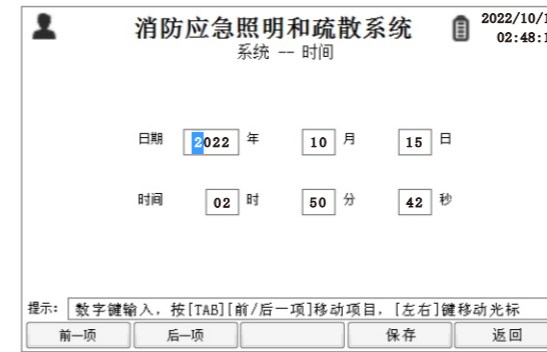 消防应急照明和疏散系统
2022/10/1
02:48:1
系统 -- 时间
日期 2022 年 10 月 15 日
时间 02 时 50 分 42 秒
提示: 数字键输入, 按[TAB][前/后一项]移动项目, [左右]键移动光标
前一项 后一项 保存 返回